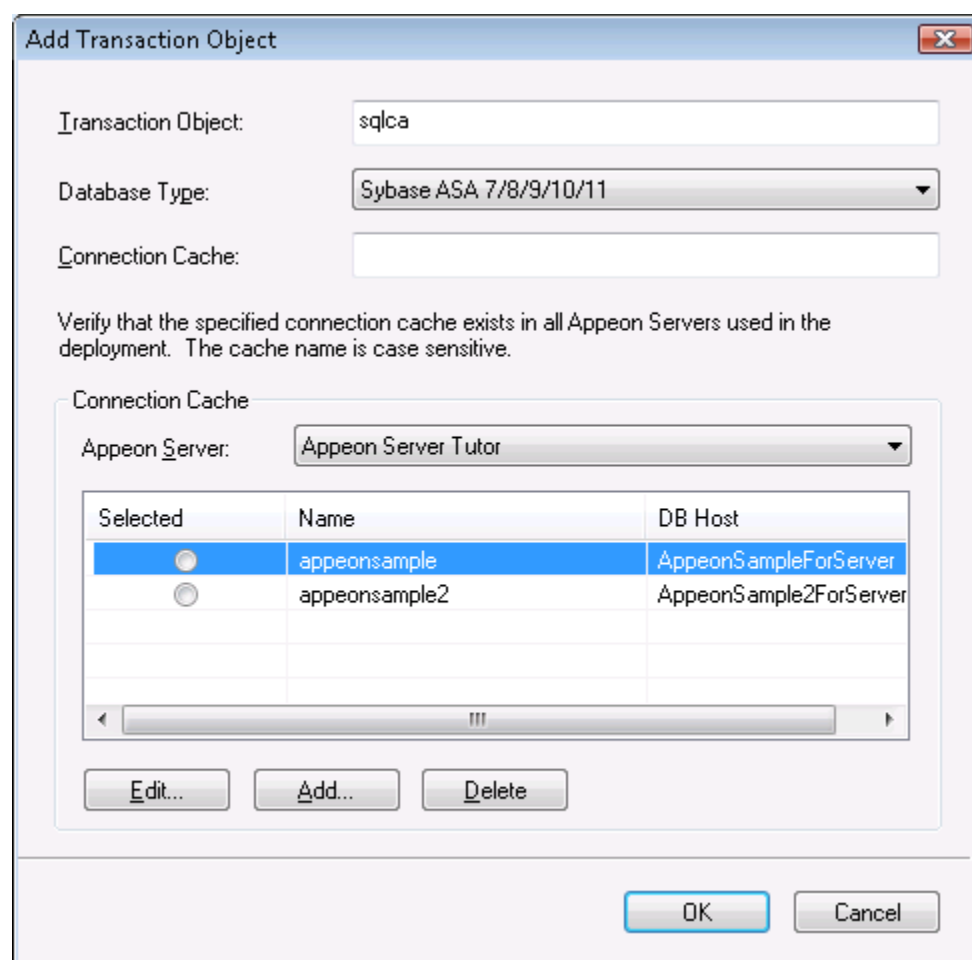 Add Transaction Object
Transaction Object: sqlca
Database Type: Sybase ASA 7/8/9/10/11
Connection Cache:
Verify that the specified connection cache exists in all Appeon Servers used in the
deployment.  The cache name is case sensitive.
Connection Cache
Appeon Server: Appeon Server Tutor
Selected Name DB Host
appeonsample AppeonSampleForServer
appeonsample2 AppeonSample2ForServer
Edit... Add... Delete
OK Cancel